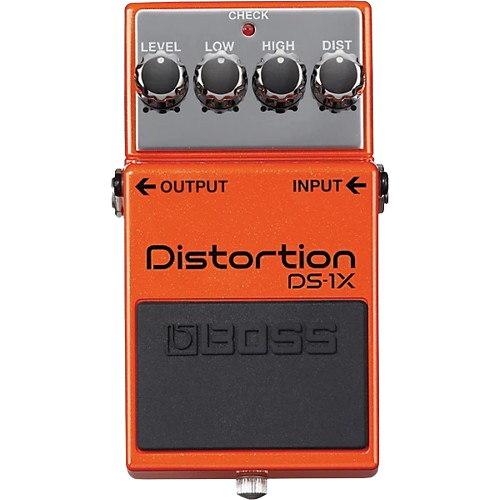 CHECK
LEVEL LOW HIGH DIST
← OUTPUT INPUT ←
Distortion
DS-1X
BOSS